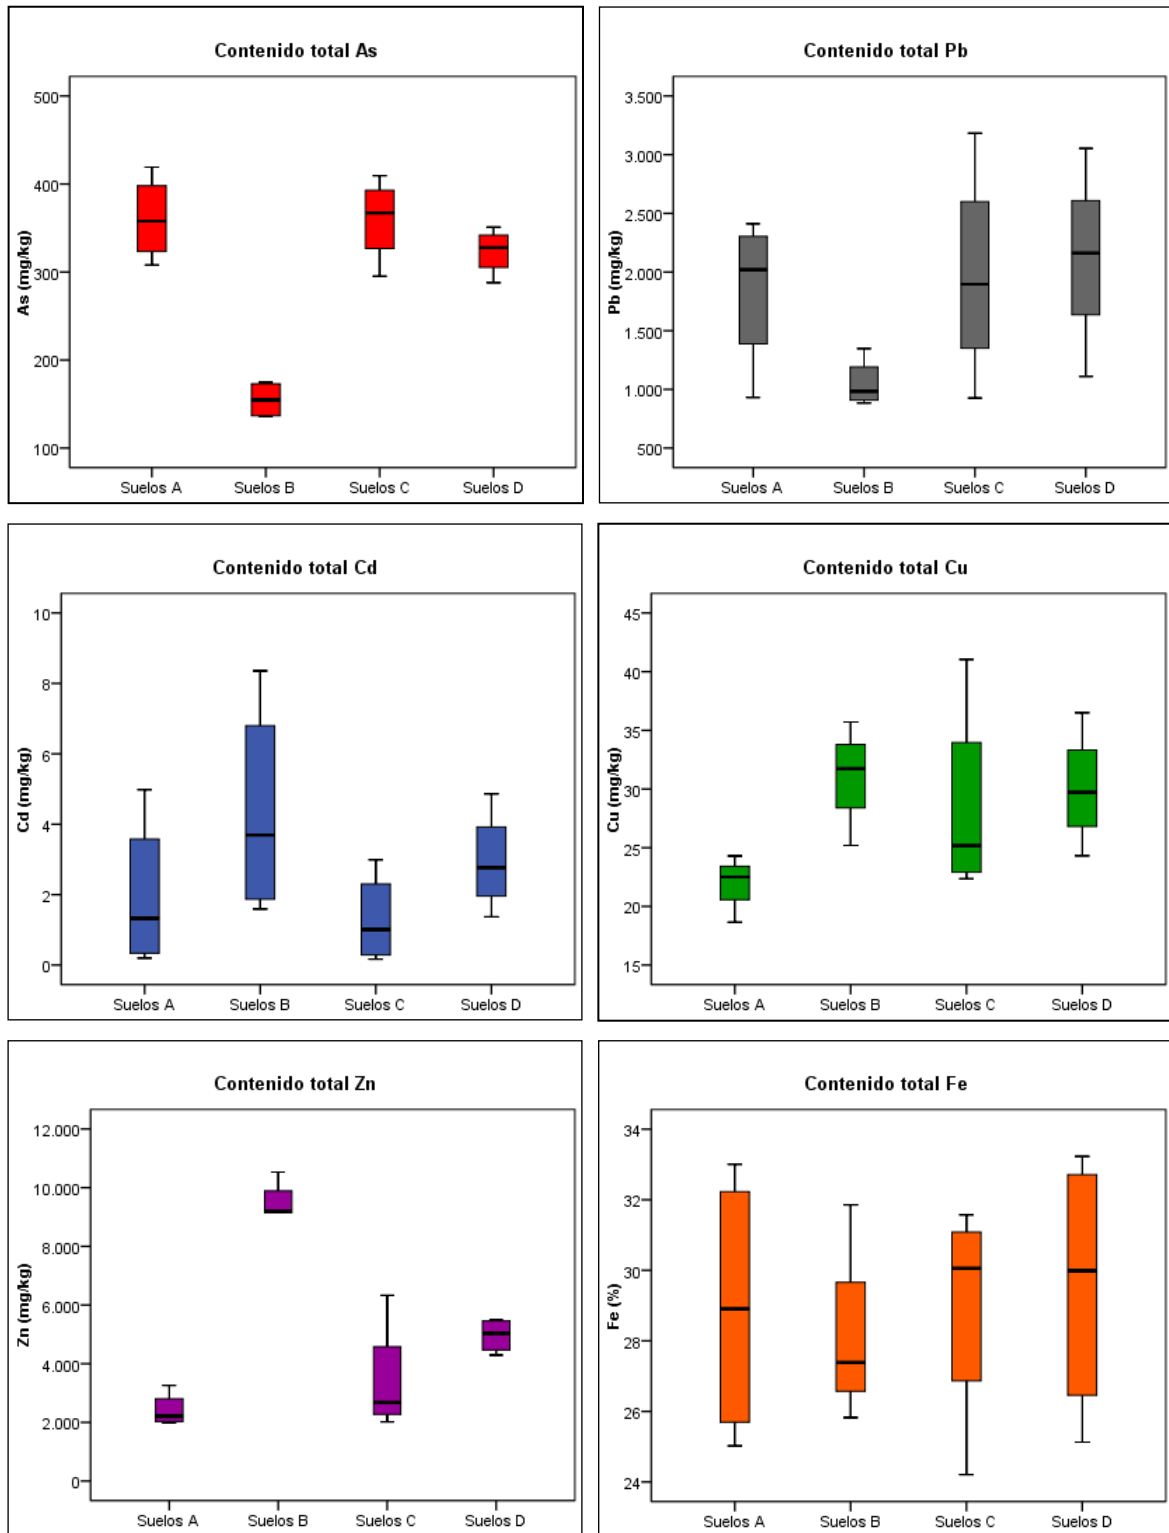 Contenido total As
500
400
300
200
100
As (mg/kg)
Suelos A
Suelos B
Suelos C
Suelos D
Contenido total Pb
3.500
3.000
2.500
2.000
1.500
1.000
500
Pb (mg/kg)
Suelos A
Suelos B
Suelos C
Suelos D
Contenido total Cd
10
8
6
4
2
0
Cd (mg/kg)
Suelos A
Suelos B
Suelos C
Suelos D
Contenido total Cu
45
40
35
30
25
20
15
Cu (mg/kg)
Suelos A
Suelos B
Suelos C
Suelos D
Contenido total Zn
12.000
10.000
8.000
6.000
4.000
2.000
0
Zn (mg/kg)
Suelos A
Suelos B
Suelos C
Suelos D
Contenido total Fe
34
32
30
28
26
24
Fe (%)
Suelos A
Suelos B
Suelos C
Suelos D